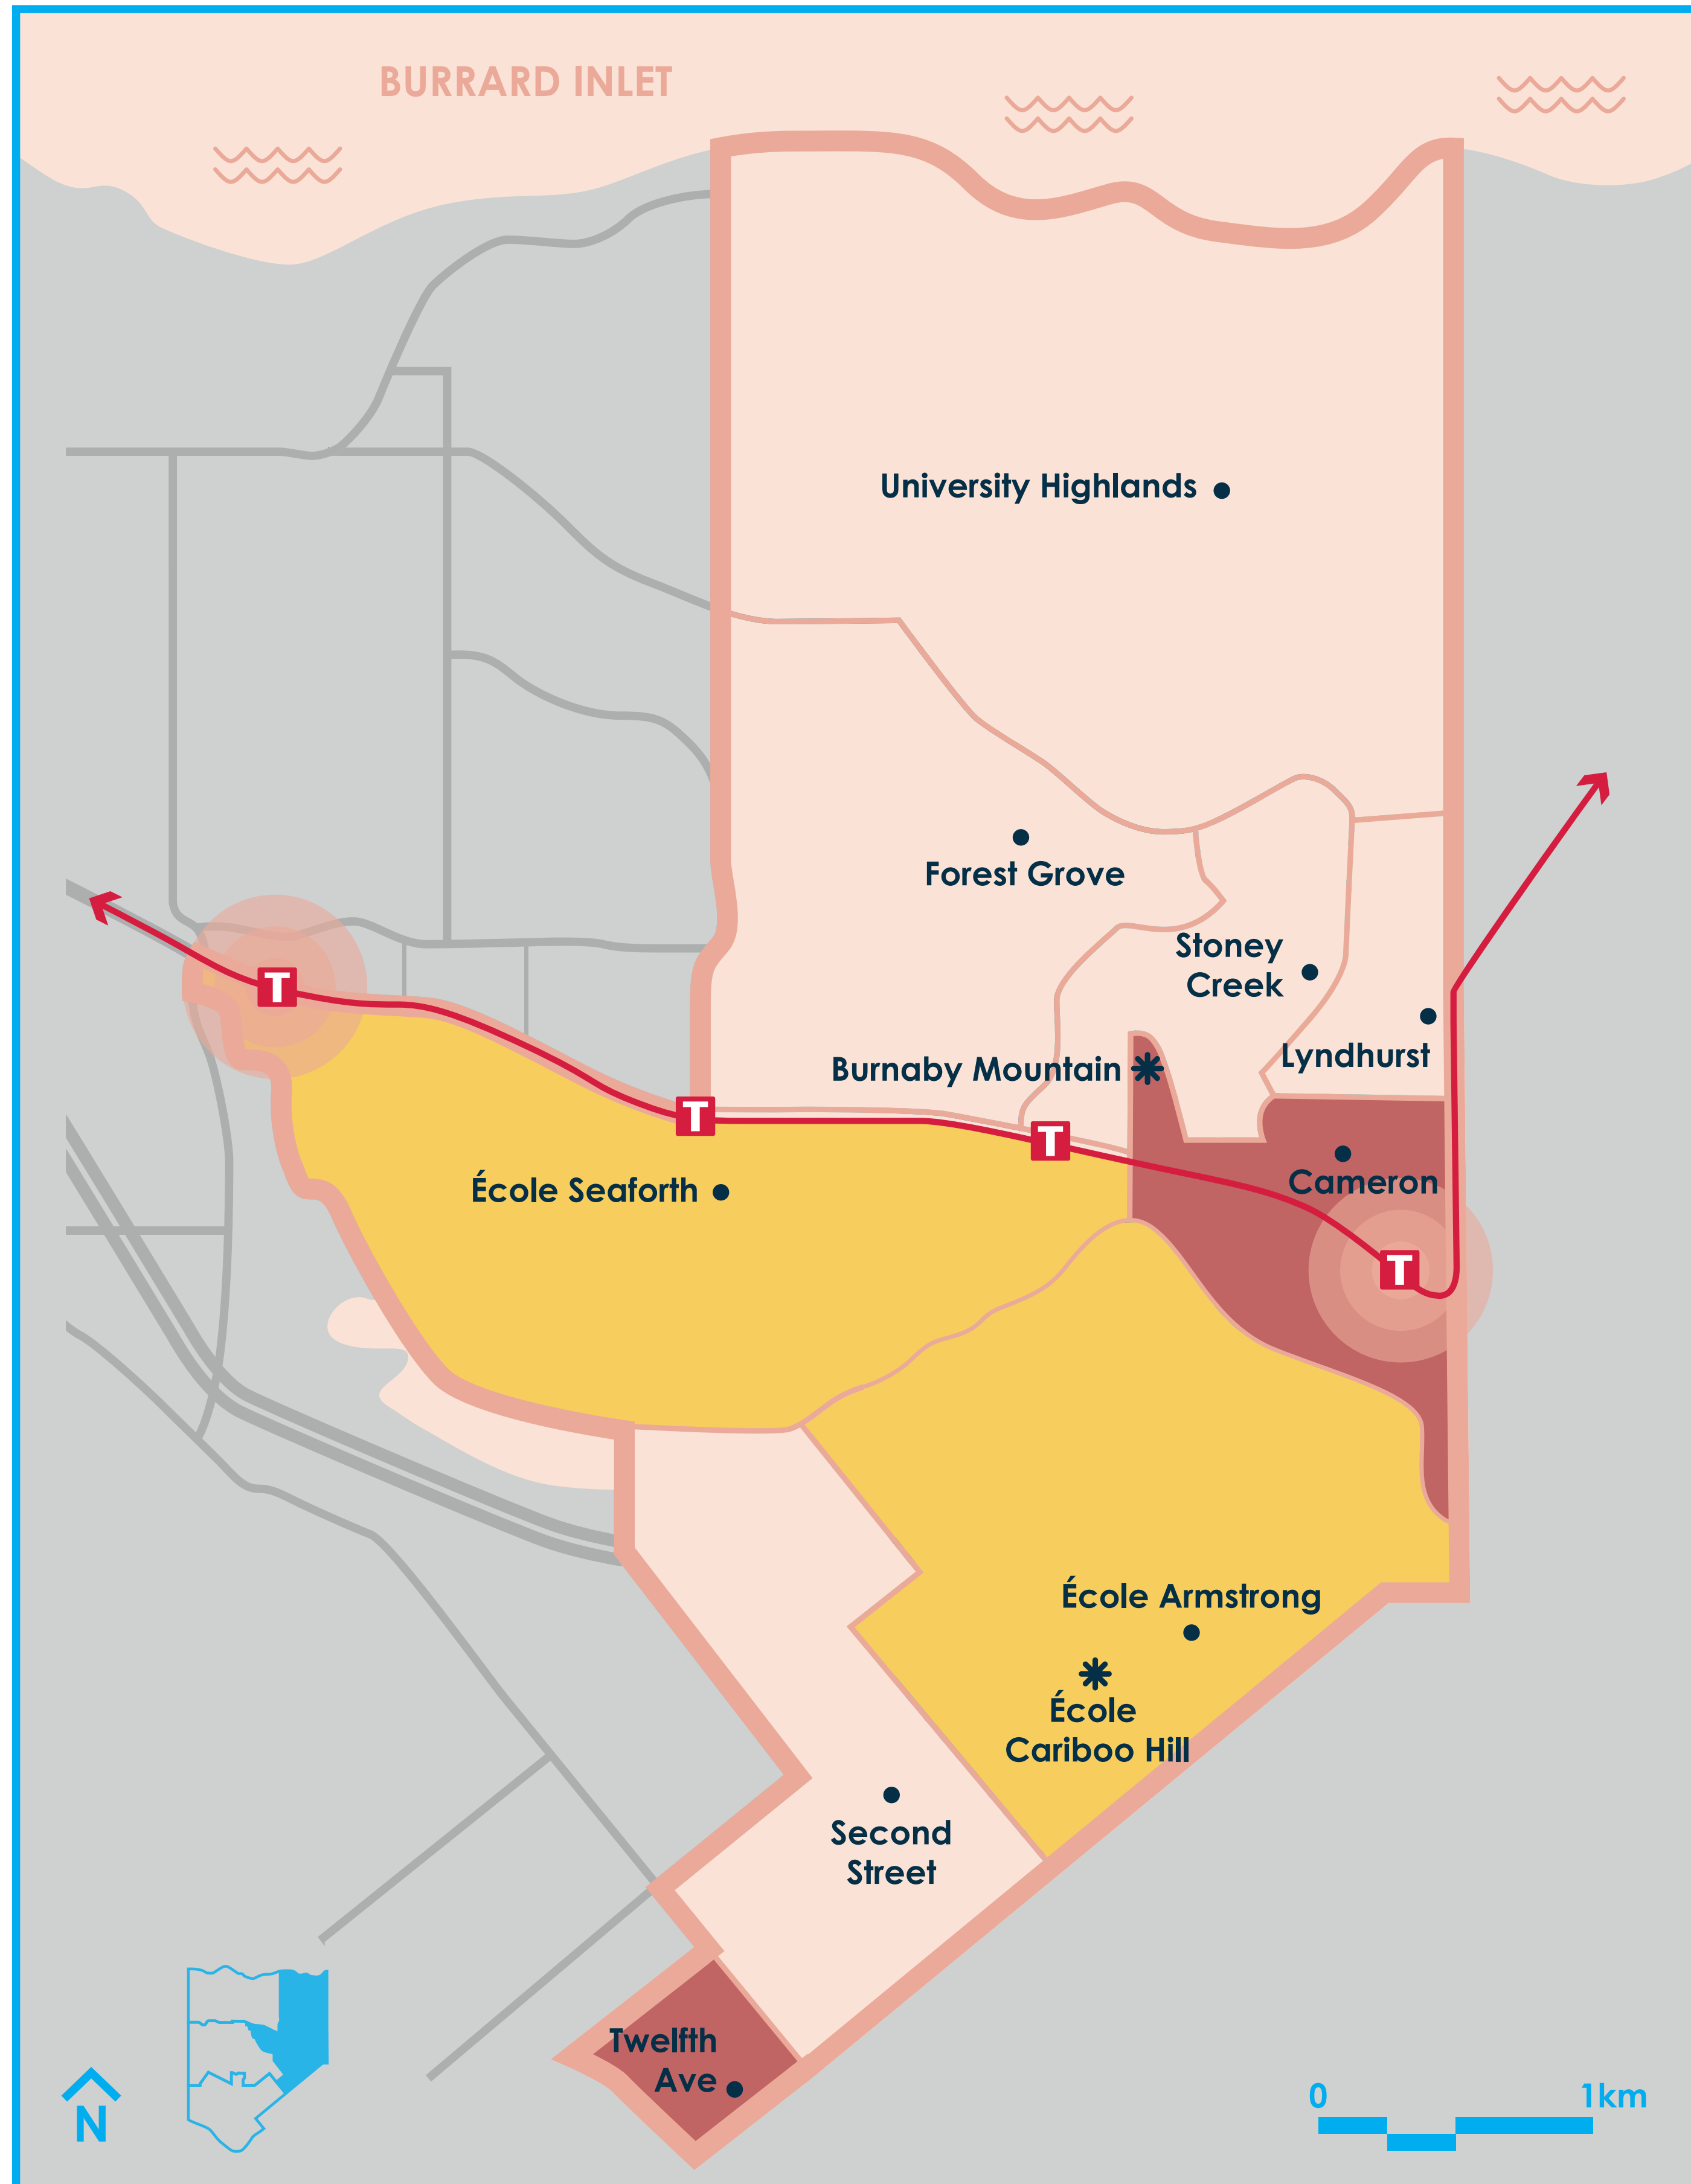 BURRARD INLET
University Highlands
Forest Grove
Stoney
Creek
Lyndhurst
Burnaby Mountain
T
T
T
Cameron
École Seaforth
T
École Armstrong
École
Cariboo Hill
Second
Street
Twelfth
Ave
N
0
1km